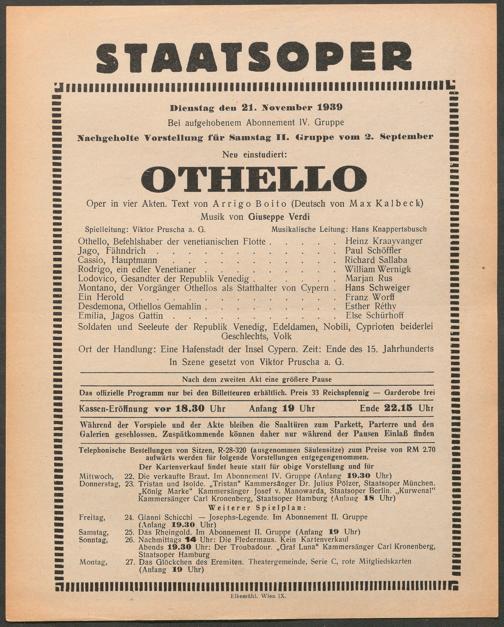 STAATSOPER
Dienstag den 21. November 1939
Bei aufgehobenem Abonnement IV. Gruppe
Nachgeholte Vorstellung für Samstag II. Gruppe vom 2. September
Neu einstudiert:
OTHELLO
Oper in vier Akten. Text von Arrigo Boito (Deutsch von Max Kalbeck)
Musik von Giuseppe Verdi
Spielleitung: Viktor Pruscha a. G. Musikalische Leitung: Hans Knappertsbusch
Othello, Befehlshaber der venetianischen Flotte . . . . . Heinz Kraayvanger
Jago, Fähndrich . . . . . Paul Schöffler
Cassio, Hauptmann . . . . . Richard Sallaba
Rodrigo, ein edler Venetianer . . . . . William Wernigk
Lodovico, Gesandter der Republik Venedig . . . . . Marjan Rus
Montano, der Vorgänger Othellos als Statthalter von Cypern . Hans Schweiger
Ein Herold . . . . . Franz Worff
Desdemona, Othellos Gemahlin . . . . . Esther Réthy
Emilia, Jagos Gattin . . . . . Else Schürhoff
Soldaten und Seeleute der Republik Venedig, Edeldamen, Nobili, Cyprioten beiderlei
Geschlechts, Volk
Ort der Handlung: Eine Hafenstadt der Insel Cypern. Zeit: Ende des 15. Jahrhunderts
In Szene gesetzt von Viktor Pruscha a. G.
Nach dem zweiten Akt eine größere Pause
Das offizielle Programm nur bei den Billetteuren erhältlich. Preis 33 Reichspfennig — Garderobe frei
Kassen-Eröffnung vor 18.30 Uhr Anfang 19 Uhr Ende 22.15 Uhr
Während der Vorspiele und der Akte bleiben die Saaltüren zum Parkett, Parterre und den
Galerien geschlossen. Zuspätkommende können daher nur während der Pausen Einlaß finden
Telephonische Bestellungen von Sitzen, R-28-320 (ausgenommen Säulensitze) zum Preise von RM 2.70
aufwärts werden für folgende Vorstellungen entgegengenommen.
Der Kartenverkauf findet heute statt für obige Vorstellung und für
Mittwoch, 22. Die verkaufte Braut. Im Abonnement IV. Gruppe (Anfang 19.30 Uhr)
Donnerstag, 23. Tristan und Isolde. „Tristan" Kammersänger Dr. Julius Pölzer, Staatsoper München,
„König Marke" Kammersänger Josef v. Manowarda, Staatsoper Berlin. „Kurwenal"
Kammersänger Carl Kronenberg, Staatsoper Hamburg (Anfang 18 Uhr)
Weiterer Spielplan:
Freitag, 24. Gianni Schicchi — Josephs-Legende. Im Abonnement II. Gruppe
(Anfang 19.30 Uhr)
Samstag, 25. Das Rheingold. Im Abonnement II. Gruppe (Anfang 19 Uhr)
Sonntag, 26. Nachmittags 14 Uhr: Die Fledermaus. Kein Kartenverkauf
Abends 19.30 Uhr: Der Troubadour. „Graf Luna" Kammersänger Carl Kronenberg,
Staatsoper Hamburg
Montag, 27. Das Glöckchen des Eremiten. Theatergemeinde, Serie C, rote Mitgliedskarten
(Anfang 19 Uhr)
Elbemühl, Wien IX.